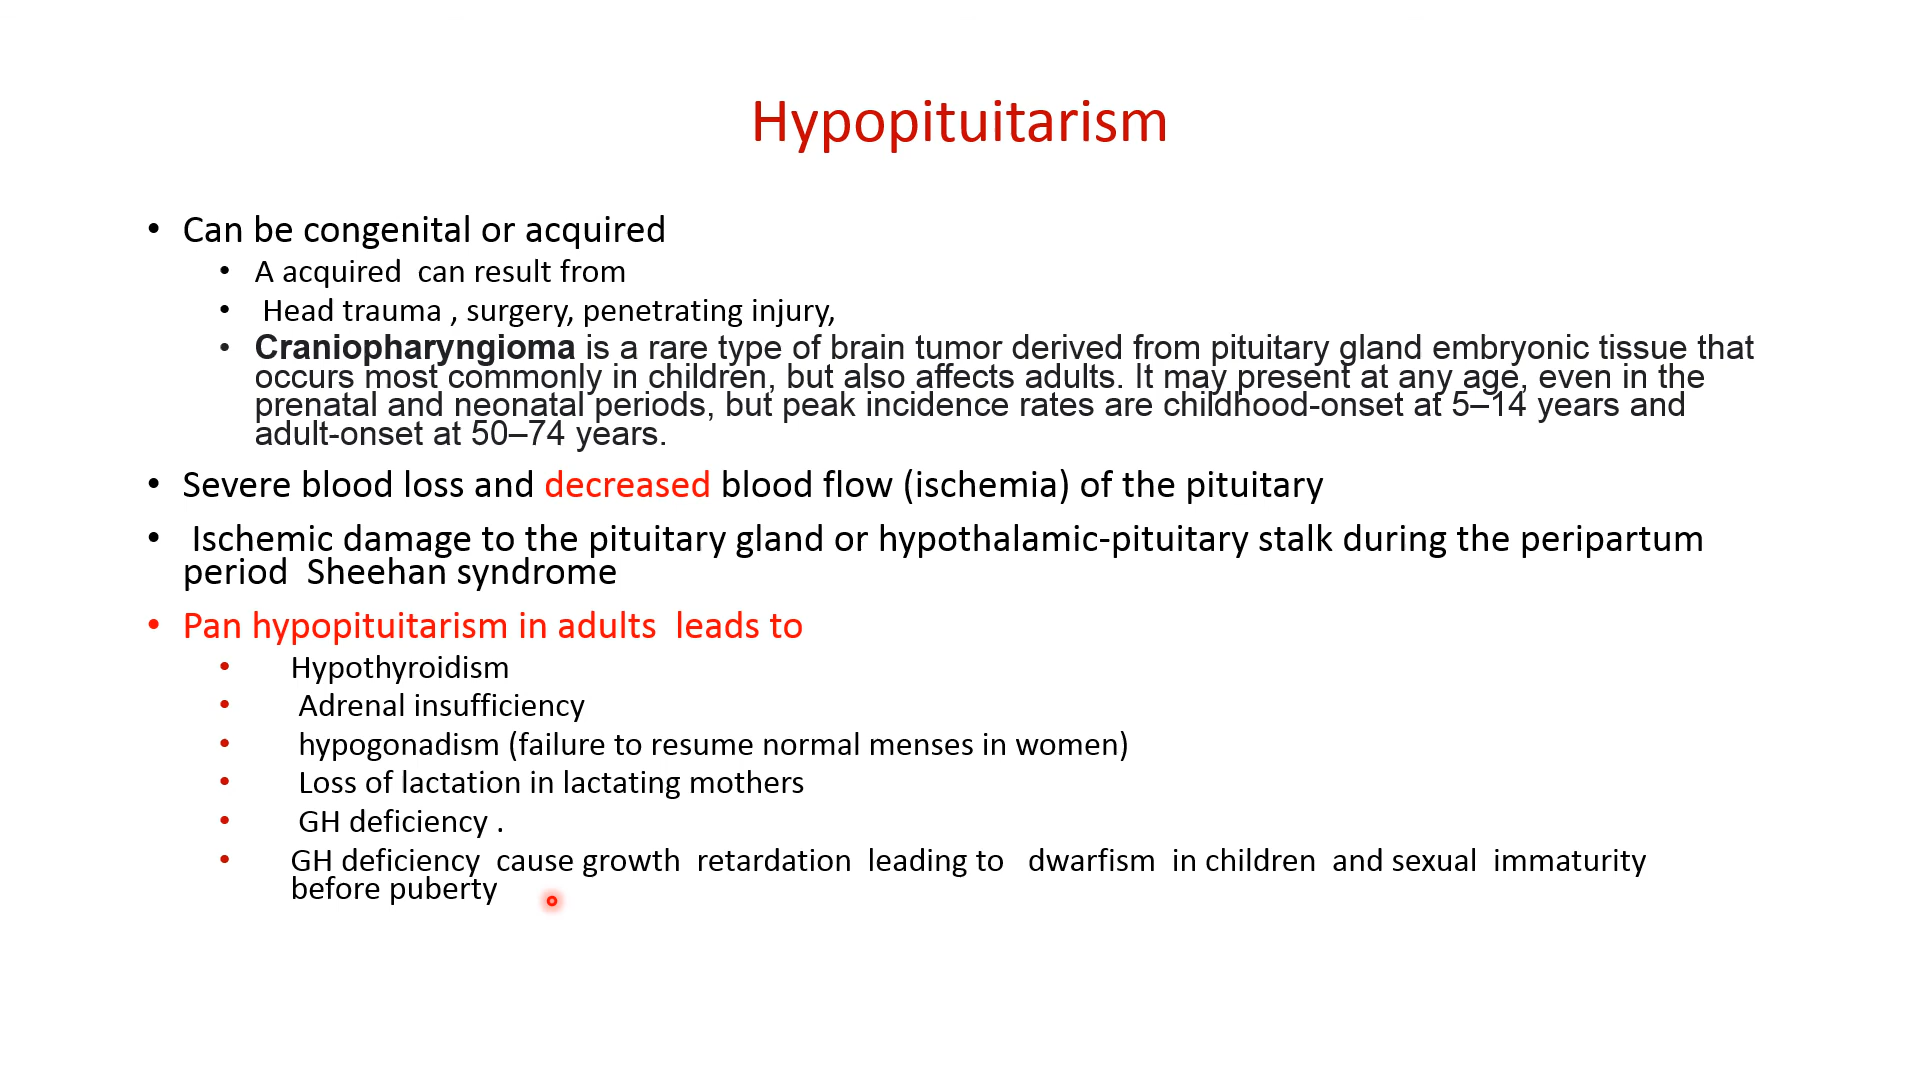 Hypopituitarism
• Can be congenital or acquired
• A acquired can result from
• Head trauma , surgery, penetrating injury,
• Craniopharyngioma is a rare type of brain tumor derived from pituitary gland embryonic tissue that
occurs most commonly in children, but also affects adults. It may present at any age, even in the
prenatal and neonatal periods, but peak incidence rates are childhood-onset at 5–14 years and
adult-onset at 50–74 years.
• Severe blood loss and decreased blood flow (ischemia) of the pituitary
• Ischemic damage to the pituitary gland or hypothalamic-pituitary stalk during the peripartum
period Sheehan syndrome
• Pan hypopituitarism in adults leads to
• Hypothyroidism
• Adrenal insufficiency
• hypogonadism (failure to resume normal menses in women)
• Loss of lactation in lactating mothers
• GH deficiency .
• GH deficiency cause growth retardation leading to dwarfism in children and sexual immaturity
before puberty